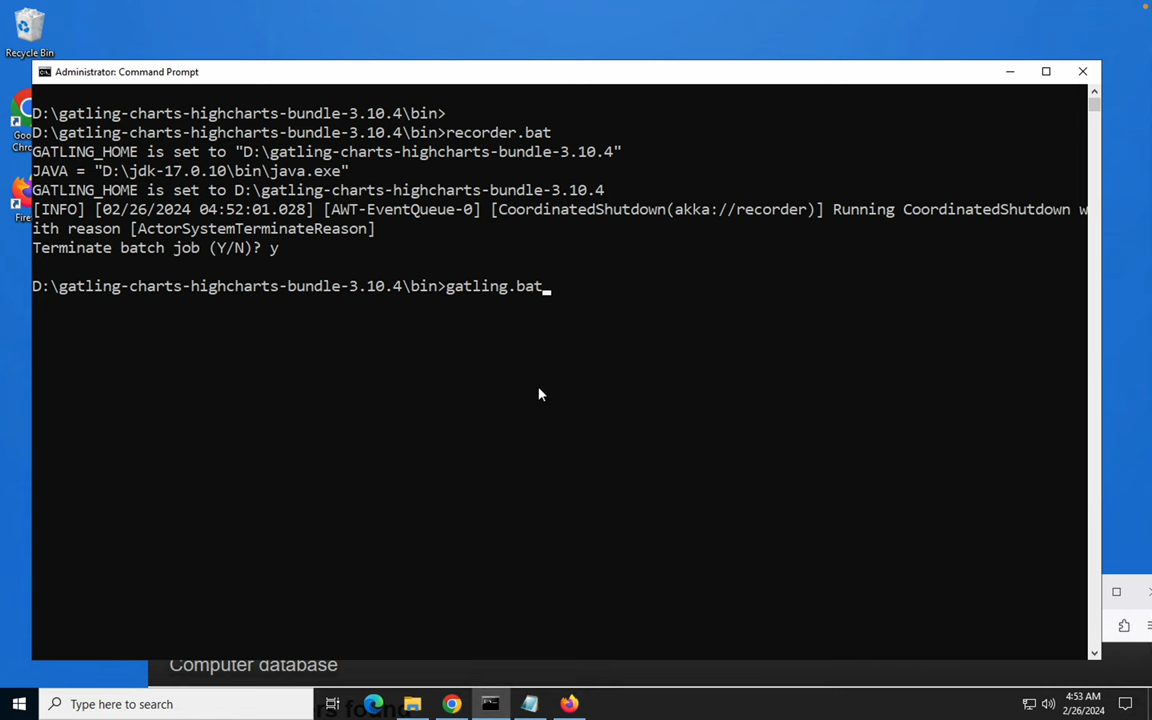 Recycle Bin
Administrator: Command Prompt
D:\gatling-charts-highcharts-bundle-3.10.4\bin>
D:\gatling-charts-highcharts-bundle-3.10.4\bin>recorder.bat
GATLING_HOME is set to "D:\gatling-charts-highcharts-bundle-3.10.4"
JAVA = "D:\jdk-17.0.10\bin\java.exe"
GATLING_HOME is set to D:\gatling-charts-highcharts-bundle-3.10.4
[INFO] [02/26/2024 04:52:01.028] [AWT-EventQueue-0] [CoordinatedShutdown(akka://recorder)] Running CoordinatedShutdown w
ith reason [ActorSystemTerminateReason]
Terminate batch job (Y/N)? y
D:\gatling-charts-highcharts-bundle-3.10.4\bin>gatling.bat
Goo
Chr
Fire
Computer database
rs found
Type here to search
4:53 AM
2/26/2024